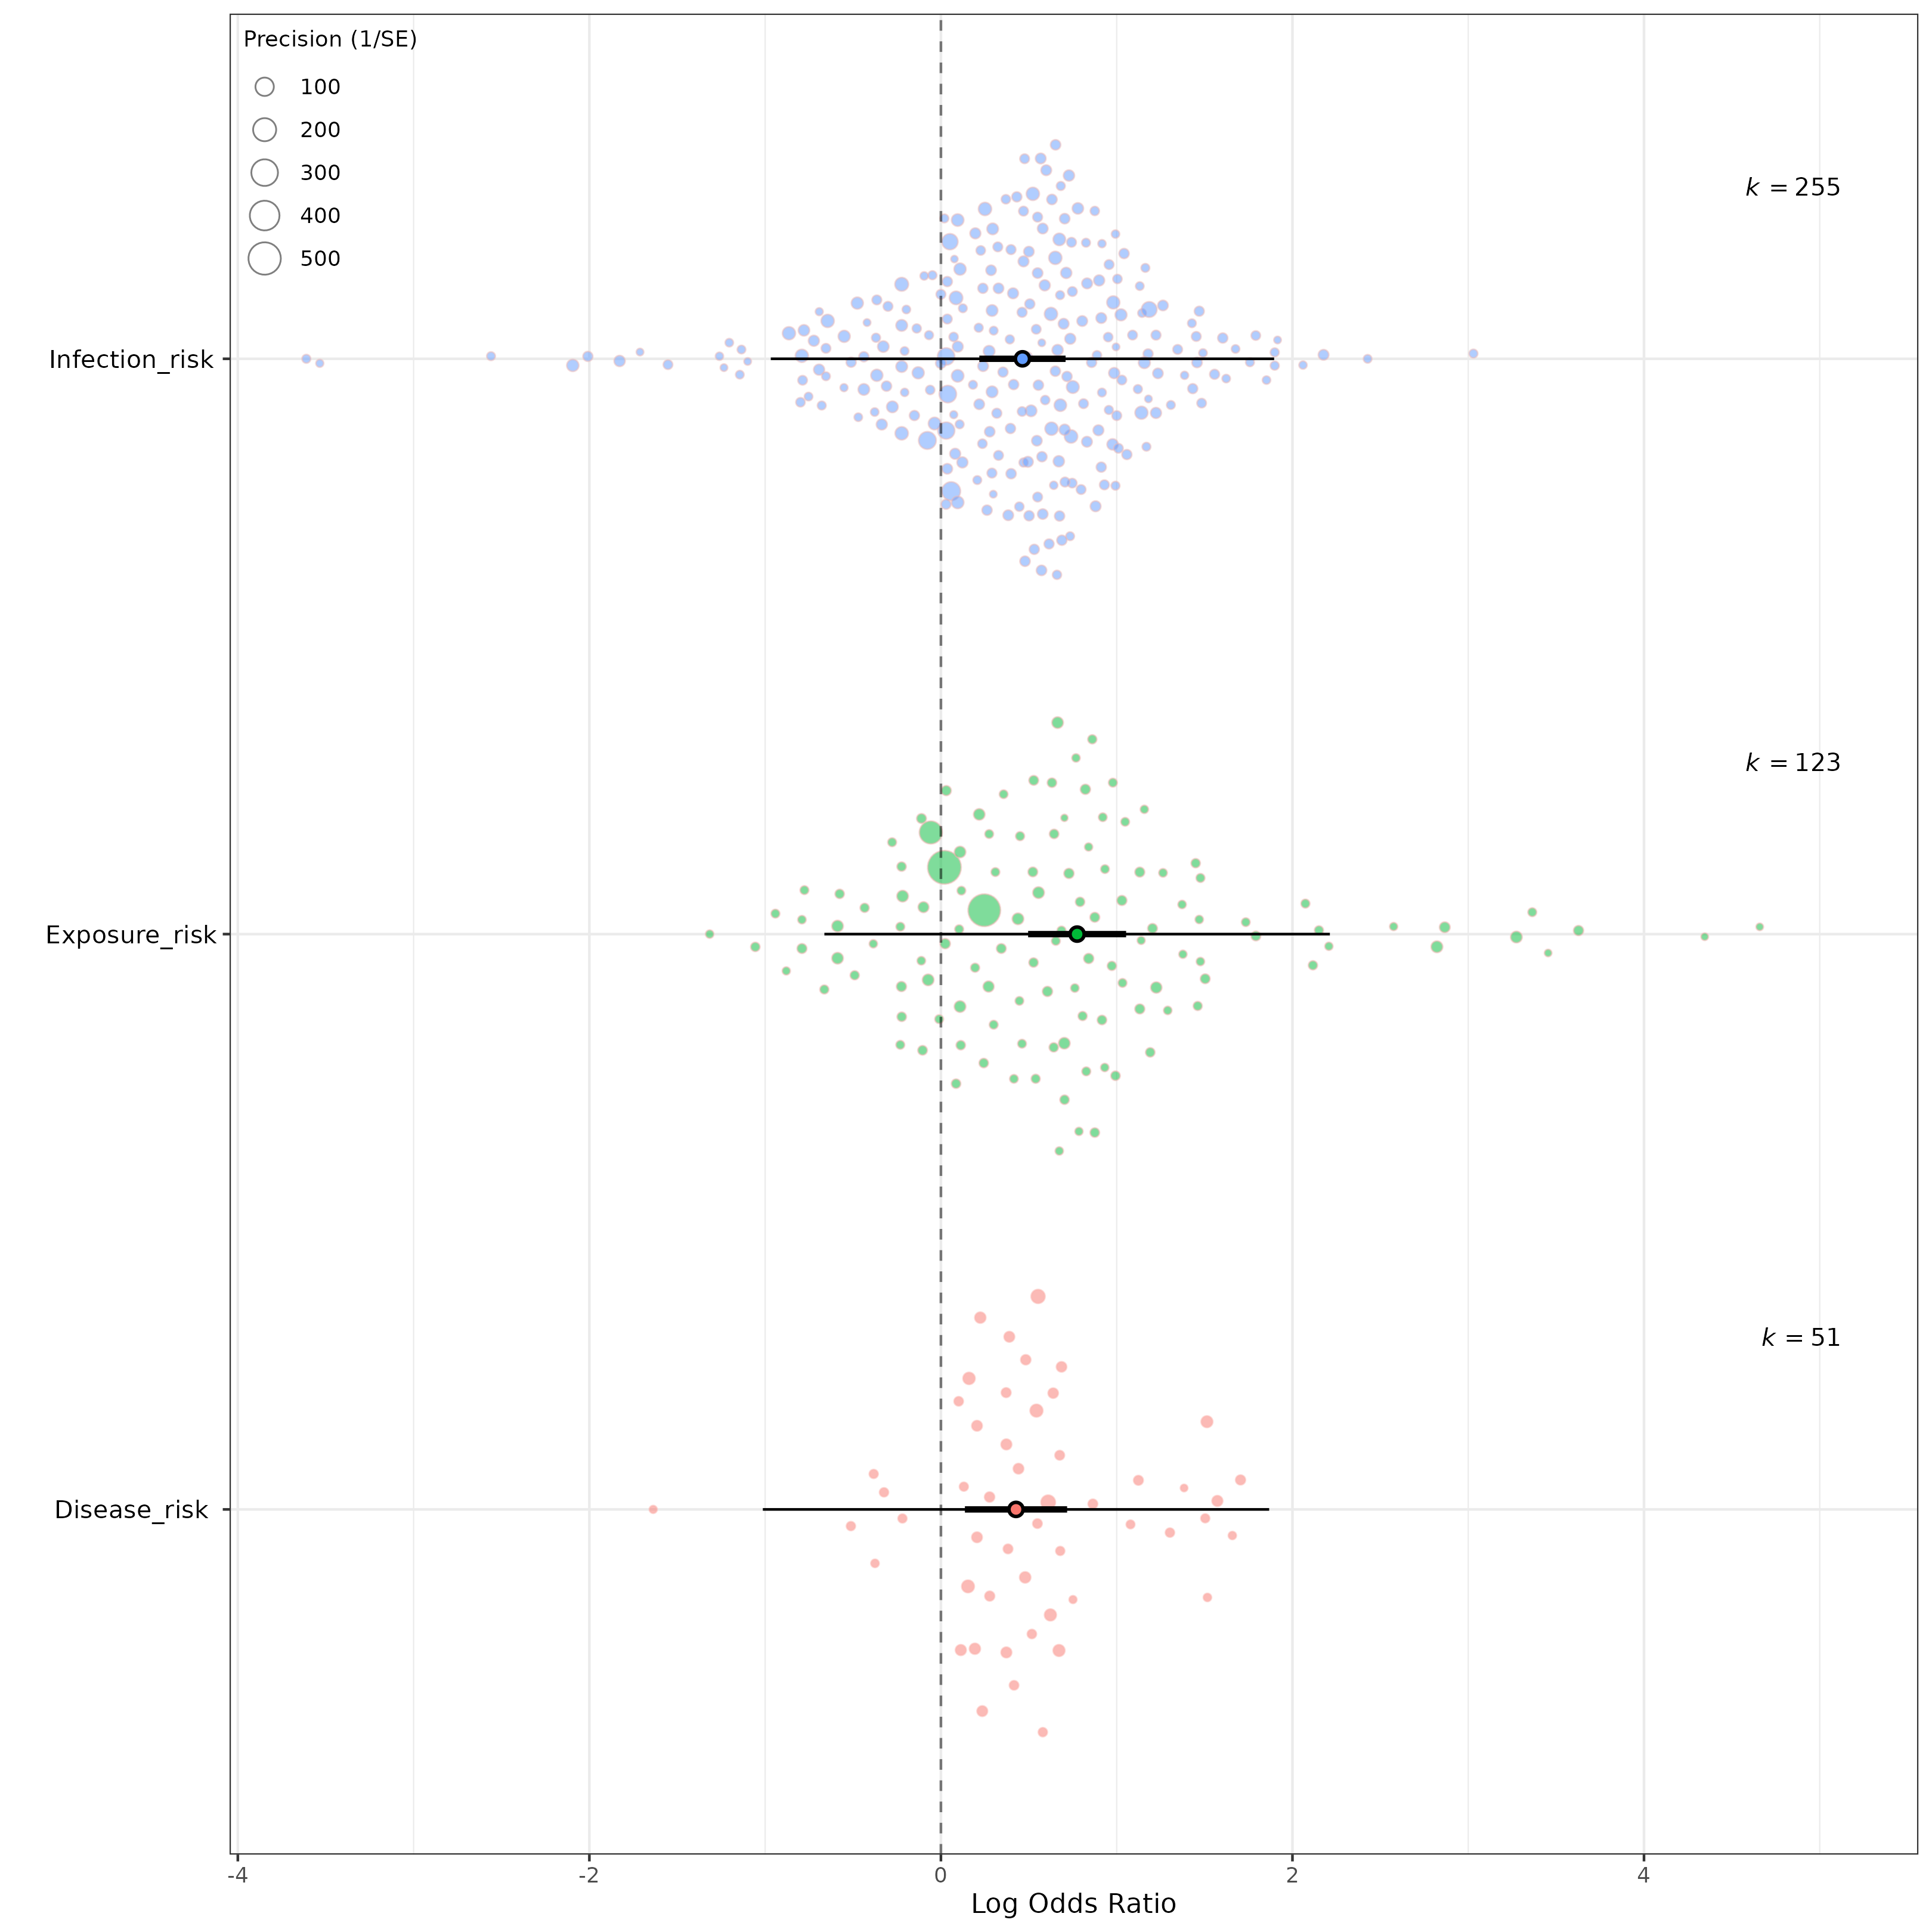 Precision (1/SE)
100
200
300
400
500
k = 255
Infection_risk
k = 123
Exposure_risk
k = 51
Disease_risk
-4 -2 0 2 4
Log Odds Ratio